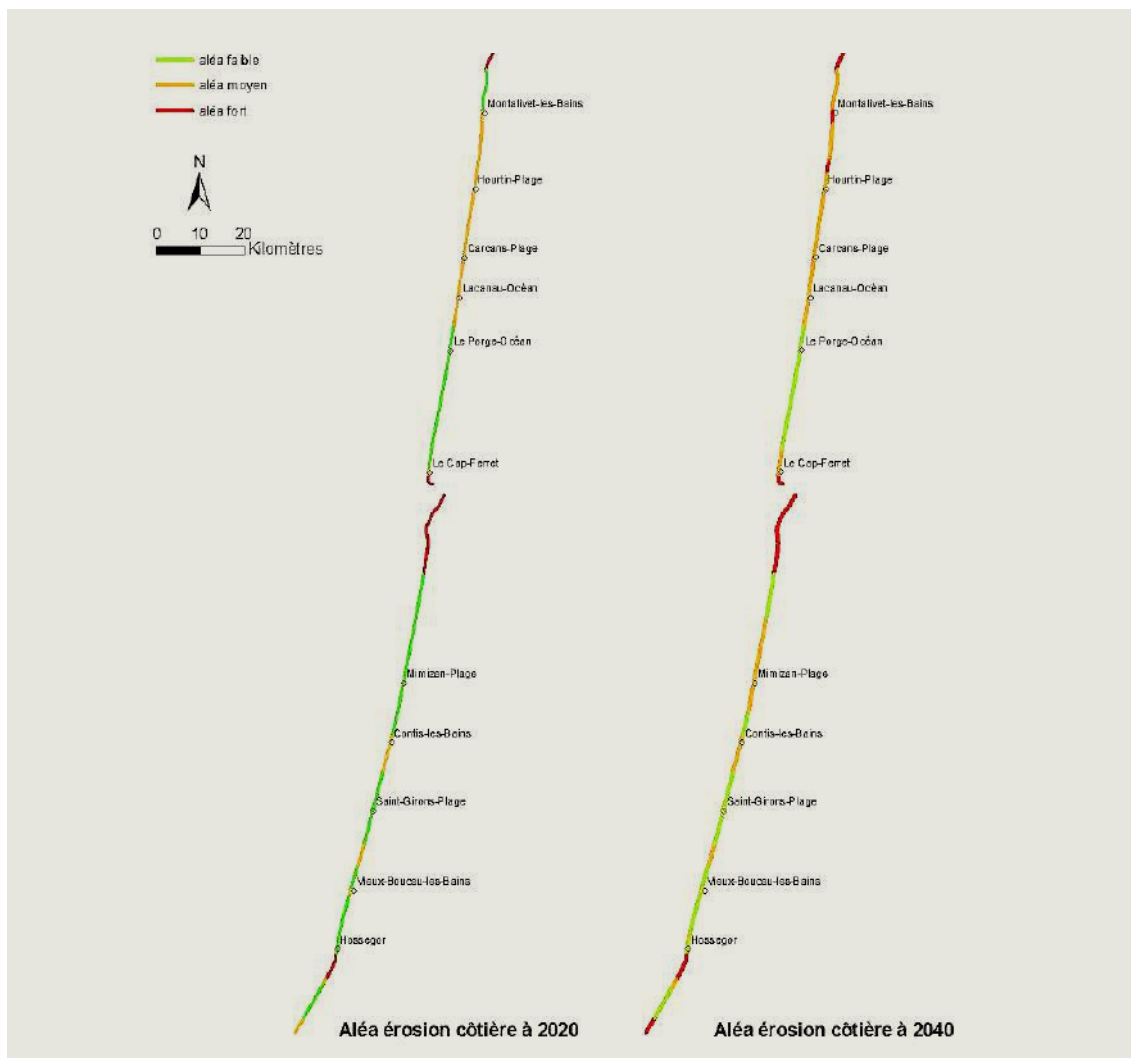 aléa faible
aléa moyen
aléa fort
N
0 10 20
Kilomètres
Montalivet-les-Bains
Hourtin-Plage
Carcans-Plage
Lacanau-Océan
Le Porge-Océan
Le Cap-Ferret
Mimizan-Plage
Contis-les-Bains
Saint-Girons-Plage
Vieux-Boucau-les-Bains
Hossegor
Aléa érosion côtière à 2020
Montalivet-les-Bains
Hourtin-Plage
Carcans-Plage
Lacanau-Océan
Le Porge-Océan
Le Cap-Ferret
Mimizan-Plage
Contis-les-Bains
Saint-Girons-Plage
Vieux-Boucau-les-Bains
Hossegor
Aléa érosion côtière à 2040